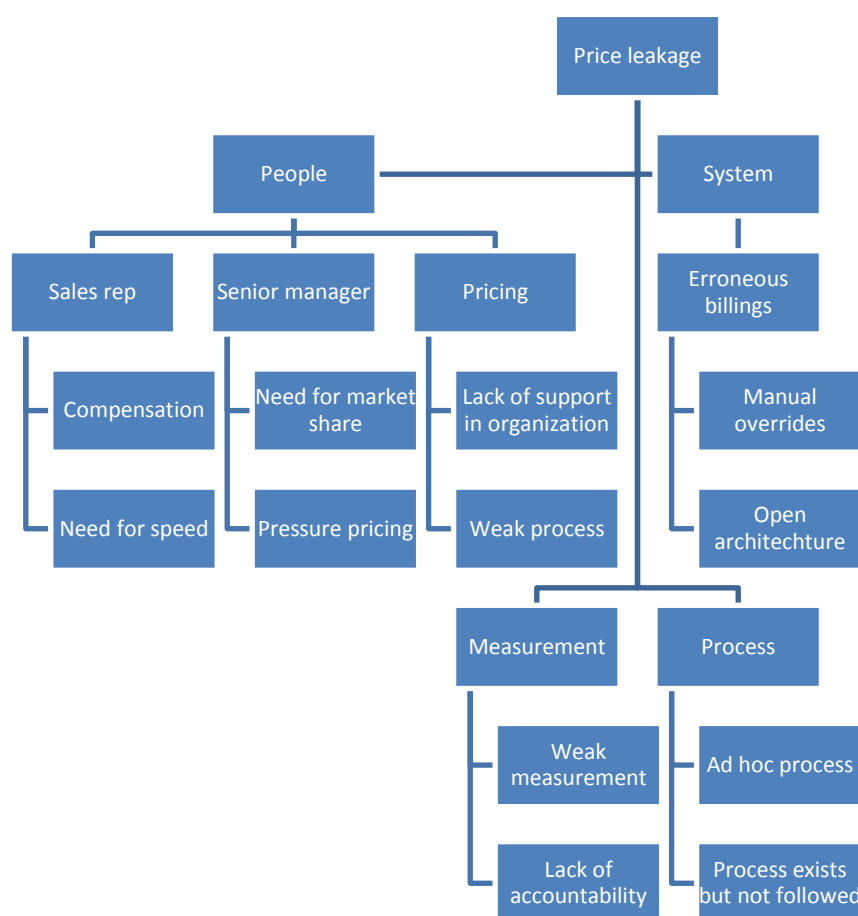 Price leakage
People
System
Sales rep
Senior manager
Pricing
Erroneous
billings
Compensation
Need for market
share
Lack of support
in organization
Manual
overrides
Need for speed
Pressure pricing
Weak process
Open
architechture
Measurement
Process
Weak
measurement
Ad hoc process
Lack of
accountability
Process exists
but not followed